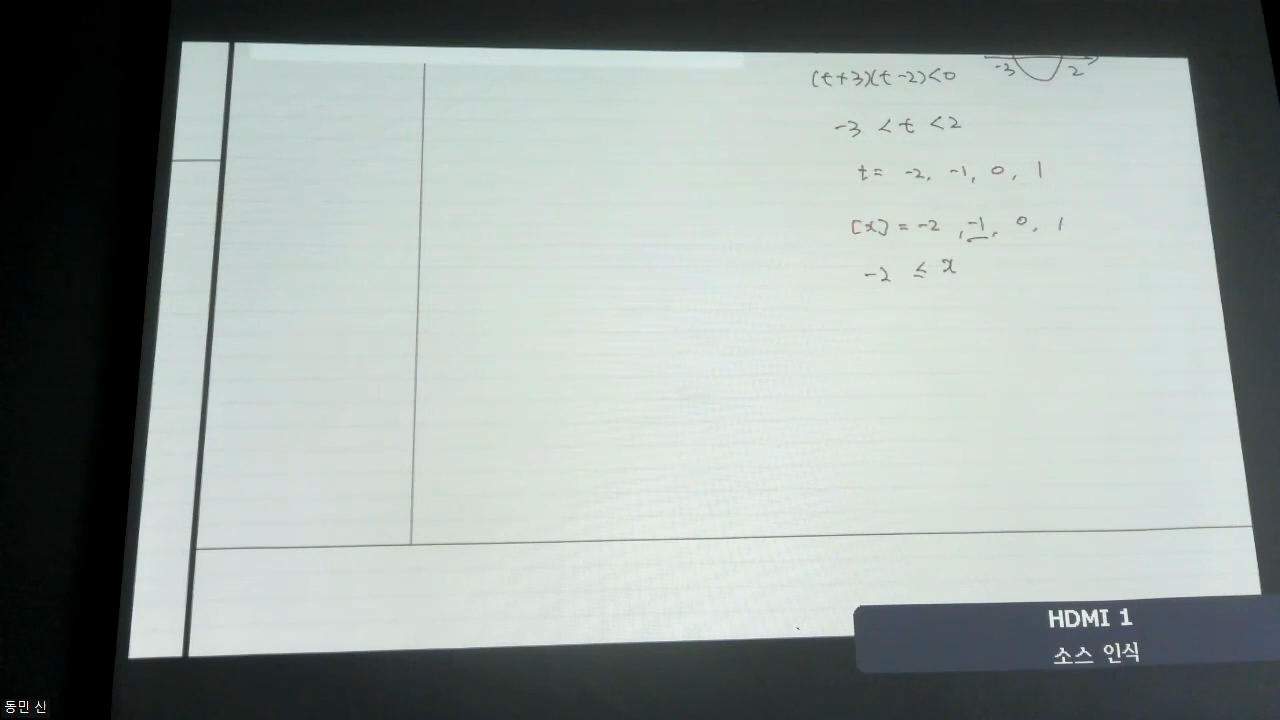 (t+3)(t-2)<0
-3 2
-3 < t < 2
t= -2, -1, 0, 1
[x] = -2, -1, 0, 1
-2 ≤ x
HDMI 1
소스 인식
동민 신